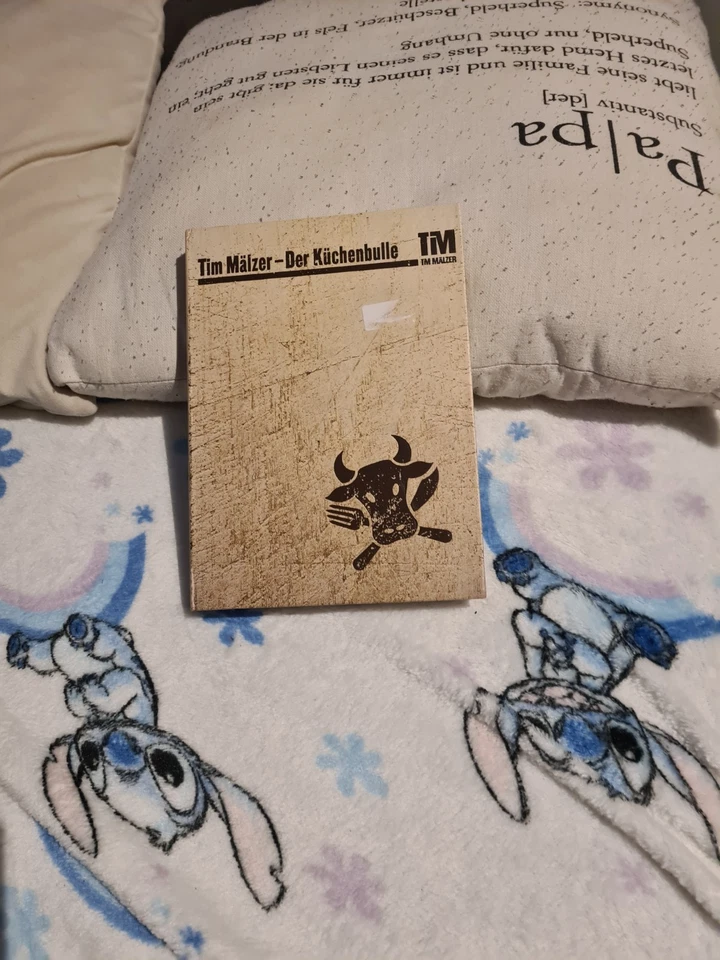 Tim Mälzer – Der Küchenbulle
TM
TIM MÄLZER
Pa|pa
Substantiv [der]
liebt seine Familie und ist immer für sie da; gibt sein
letztes Hemd dafür, dass es seinen Liebsten gut geht; ein
Superheld, nur ohne Umhang
Synonyme: Superheld, Beschützer, Fels in der Brandung,